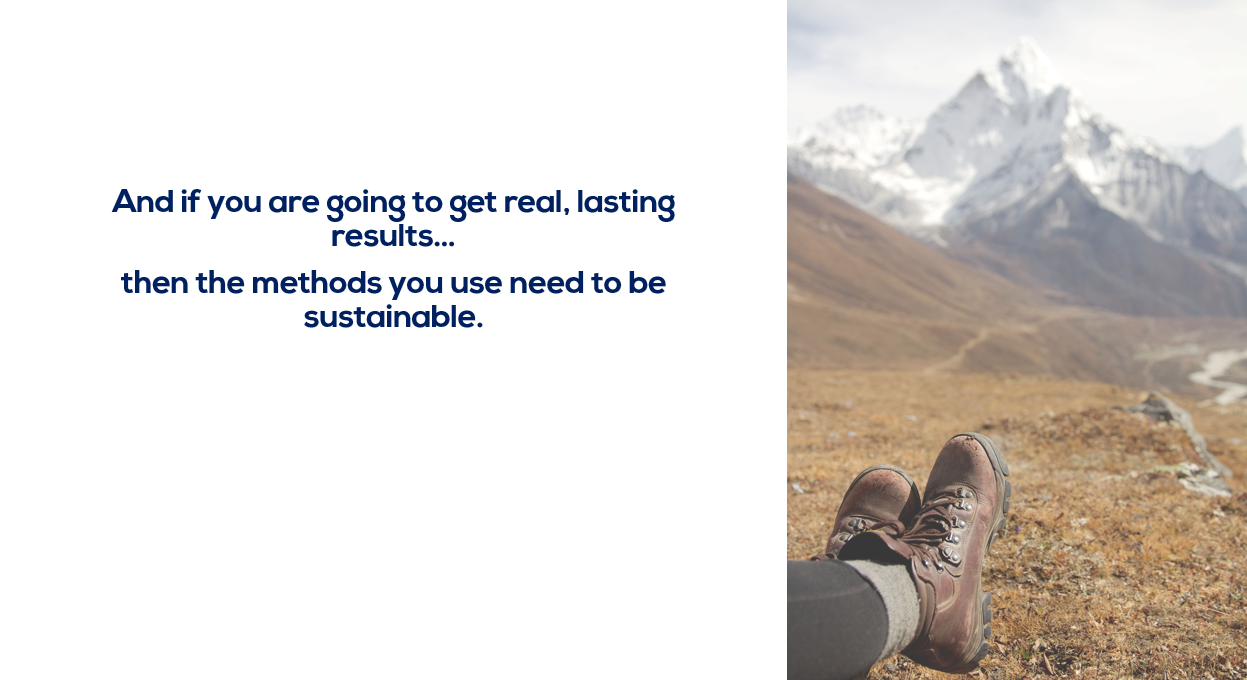 And if you are going to get real, lasting
results...
then the methods you use need to be
sustainable.